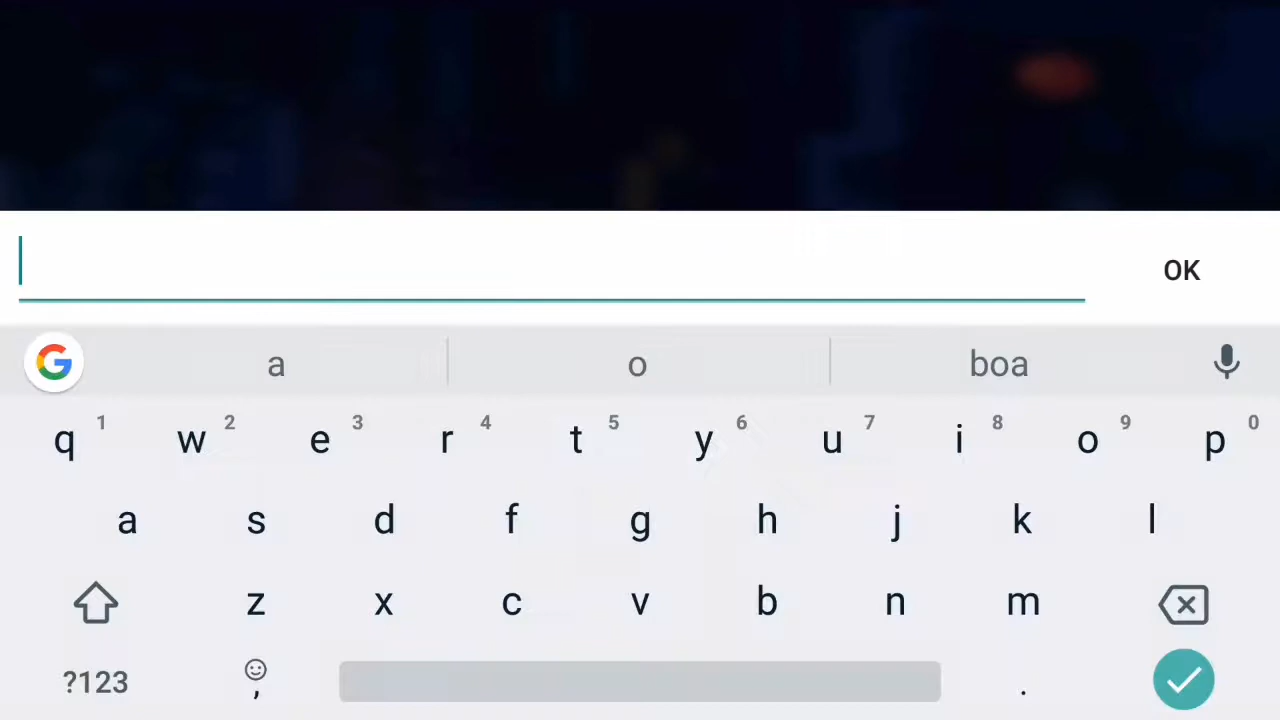 OK
a o boa
q 1 w 2 e 3 r 4 t 5 y 6 u 7 i 8 o 9 p 0
a s d f g h j k l
z x c v b n m
?123 , .